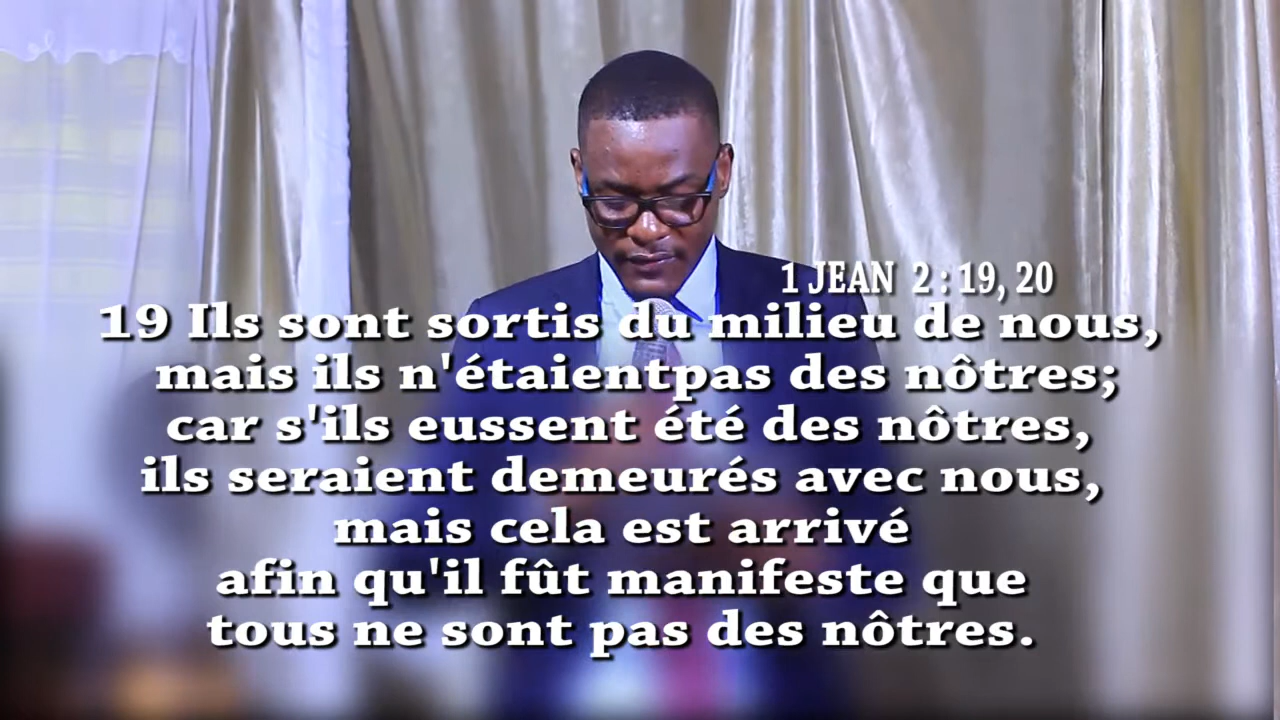 1 JEAN 2 : 19, 20
19 Ils sont sortis du milieu de nous,
mais ils n'étaientpas des nôtres;
car s'ils eussent été des nôtres,
ils seraient demeurés avec nous,
mais cela est arrivé
afin qu'il fût manifeste que
tous ne sont pas des nôtres.